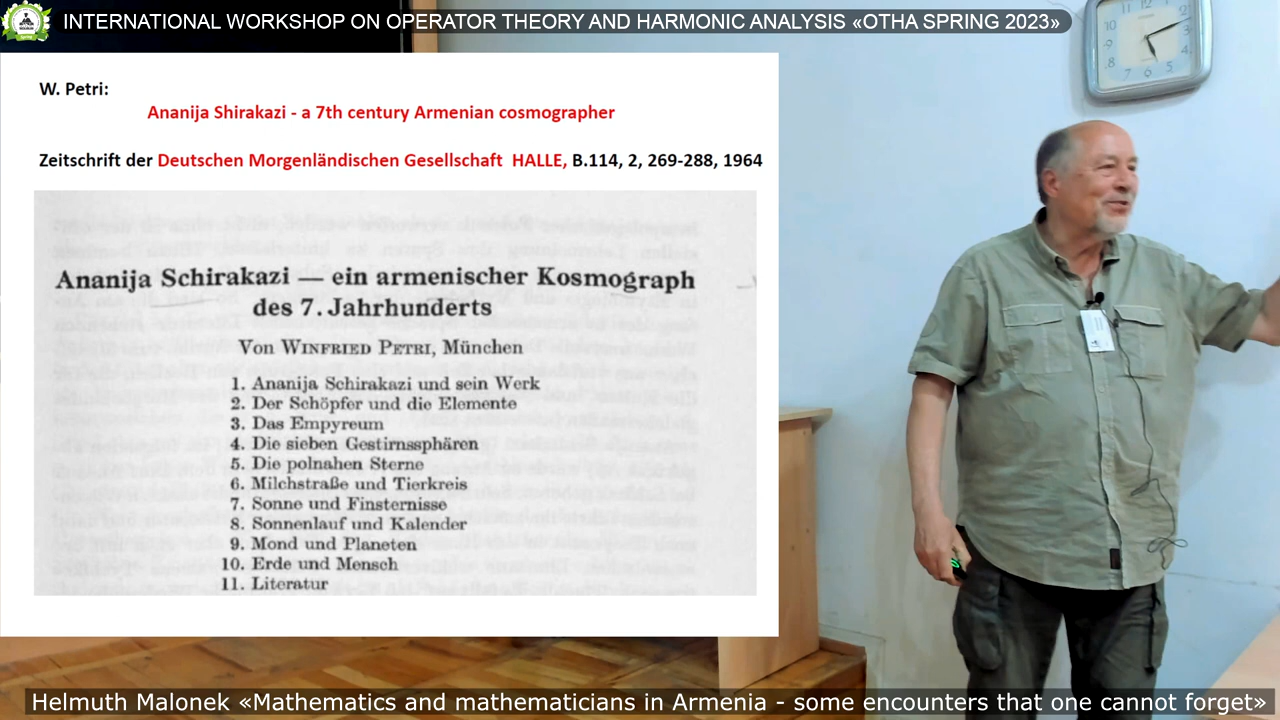 INTERNATIONAL WORKSHOP ON OPERATOR THEORY AND HARMONIC ANALYSIS «OTHA SPRING 2023»
W. Petri:
Ananija Shirakazi - a 7th century Armenian cosmographer
Zeitschrift der Deutschen Morgenländischen Gesellschaft HALLE, B.114, 2, 269-288, 1964
Ananija Schirakazi — ein armenischer Kosmograph
des 7. Jahrhunderts
Von WINFRIED PETRI, München
1. Ananija Schirakazi und sein Werk
2. Der Schöpfer und die Elemente
3. Das Empyreum
4. Die sieben Gestirnssphären
5. Die polnahen Sterne
6. Milchstraße und Tierkreis
7. Sonne und Finsternisse
8. Sonnenlauf und Kalender
9. Mond und Planeten
10. Erde und Mensch
11. Literatur
Helmuth Malonek «Mathematics and mathematicians in Armenia - some encounters that one cannot forget»